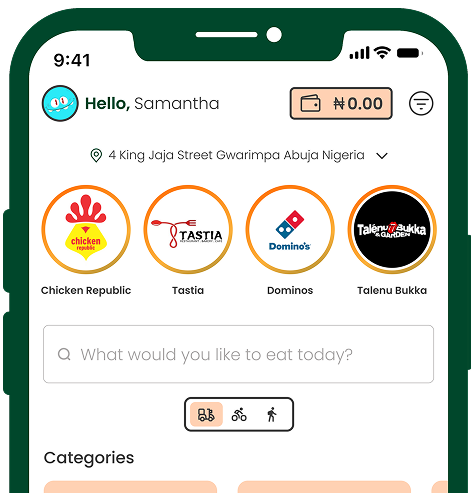 9:41
Hello, Samantha
₦0.00
4 King Jaja Street Gwarimpa Abuja Nigeria
chicken
republic
TASTIA
Domino's
Talenu Bukka
& GARDEN
Chicken Republic
Tastia
Dominos
Talenu Bukka
What would you like to eat today?
Categories